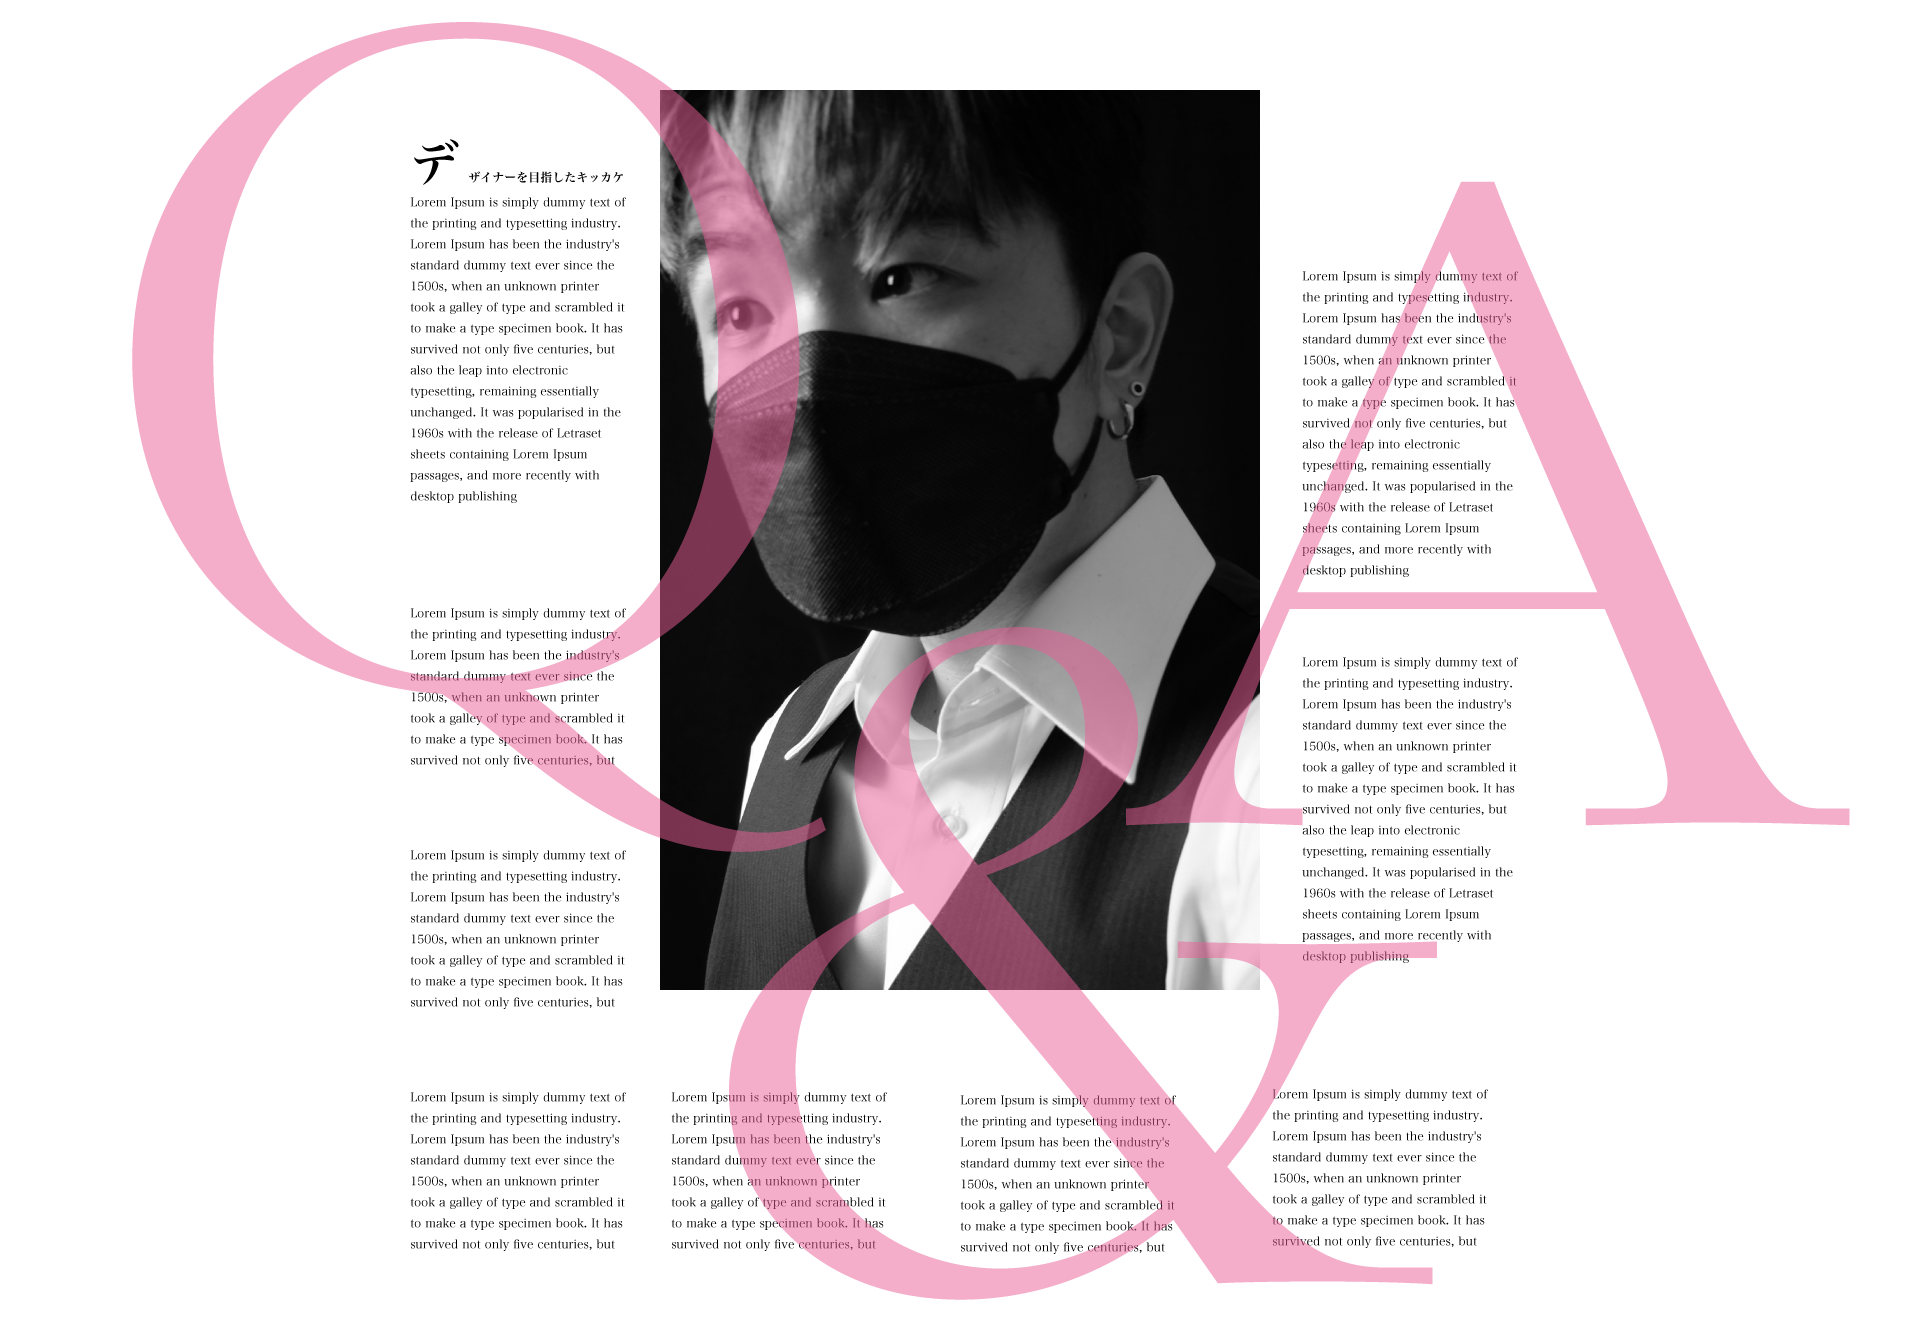 Q&A
デザイナーを目指したキッカケ
Lorem Ipsum is simply dummy text of
the printing and typesetting industry.
Lorem Ipsum has been the industry's
standard dummy text ever since the
1500s, when an unknown printer
took a galley of type and scrambled it
to make a type specimen book. It has
survived not only five centuries, but
also the leap into electronic
typesetting, remaining essentially
unchanged. It was popularised in the
1960s with the release of Letraset
sheets containing Lorem Ipsum
passages, and more recently with
desktop publishing
Lorem Ipsum is simply dummy text of
the printing and typesetting industry.
Lorem Ipsum has been the industry's
standard dummy text ever since the
1500s, when an unknown printer
took a galley of type and scrambled it
to make a type specimen book. It has
survived not only five centuries, but
Lorem Ipsum is simply dummy text of
the printing and typesetting industry.
Lorem Ipsum has been the industry's
standard dummy text ever since the
1500s, when an unknown printer
took a galley of type and scrambled it
to make a type specimen book. It has
survived not only five centuries, but
Lorem Ipsum is simply dummy text of
the printing and typesetting industry.
Lorem Ipsum has been the industry's
standard dummy text ever since the
1500s, when an unknown printer
took a galley of type and scrambled it
to make a type specimen book. It has
survived not only five centuries, but
Lorem Ipsum is simply dummy text of
the printing and typesetting industry.
Lorem Ipsum has been the industry's
standard dummy text ever since the
1500s, when an unknown printer
took a galley of type and scrambled it
to make a type specimen book. It has
survived not only five centuries, but
Lorem Ipsum is simply dummy text of
the printing and typesetting industry.
Lorem Ipsum has been the industry's
standard dummy text ever since the
1500s, when an unknown printer
took a galley of type and scrambled it
to make a type specimen book. It has
survived not only five centuries, but
Lorem Ipsum is simply dummy text of
the printing and typesetting industry.
Lorem Ipsum has been the industry's
standard dummy text ever since the
1500s, when an unknown printer
took a galley of type and scrambled it
to make a type specimen book. It has
survived not only five centuries, but
Lorem Ipsum is simply dummy text of
the printing and typesetting industry.
Lorem Ipsum has been the industry's
standard dummy text ever since the
1500s, when an unknown printer
took a galley of type and scrambled it
to make a type specimen book. It has
survived not only five centuries, but
also the leap into electronic
typesetting, remaining essentially
unchanged. It was popularised in the
1960s with the release of Letraset
sheets containing Lorem Ipsum
passages, and more recently with
desktop publishing
Lorem Ipsum is simply dummy text of
the printing and typesetting industry.
Lorem Ipsum has been the industry's
standard dummy text ever since the
1500s, when an unknown printer
took a galley of type and scrambled it
to make a type specimen book. It has
survived not only five centuries, but
also the leap into electronic
typesetting, remaining essentially
unchanged. It was popularised in the
1960s with the release of Letraset
sheets containing Lorem Ipsum
passages, and more recently with
desktop publishing